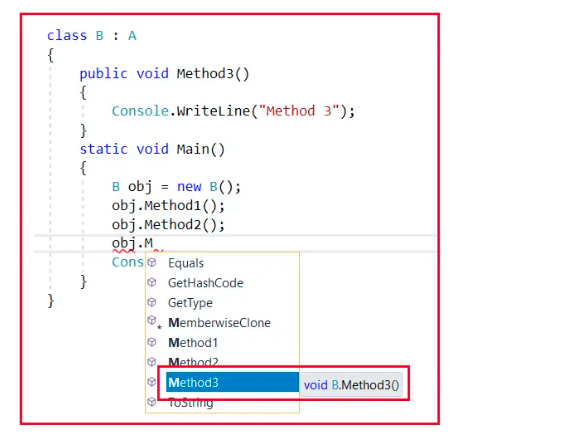 class B : A
{
public void Method3()
{
Console.WriteLine("Method 3");
}
static void Main()
{
B obj = new B();
obj.Method1();
obj.Method2();
obj.M
Cons
}
}
Equals
GetHashCode
GetType
MemberwiseClone
Method1
Method2
Method3
void B.Method3()
ToString